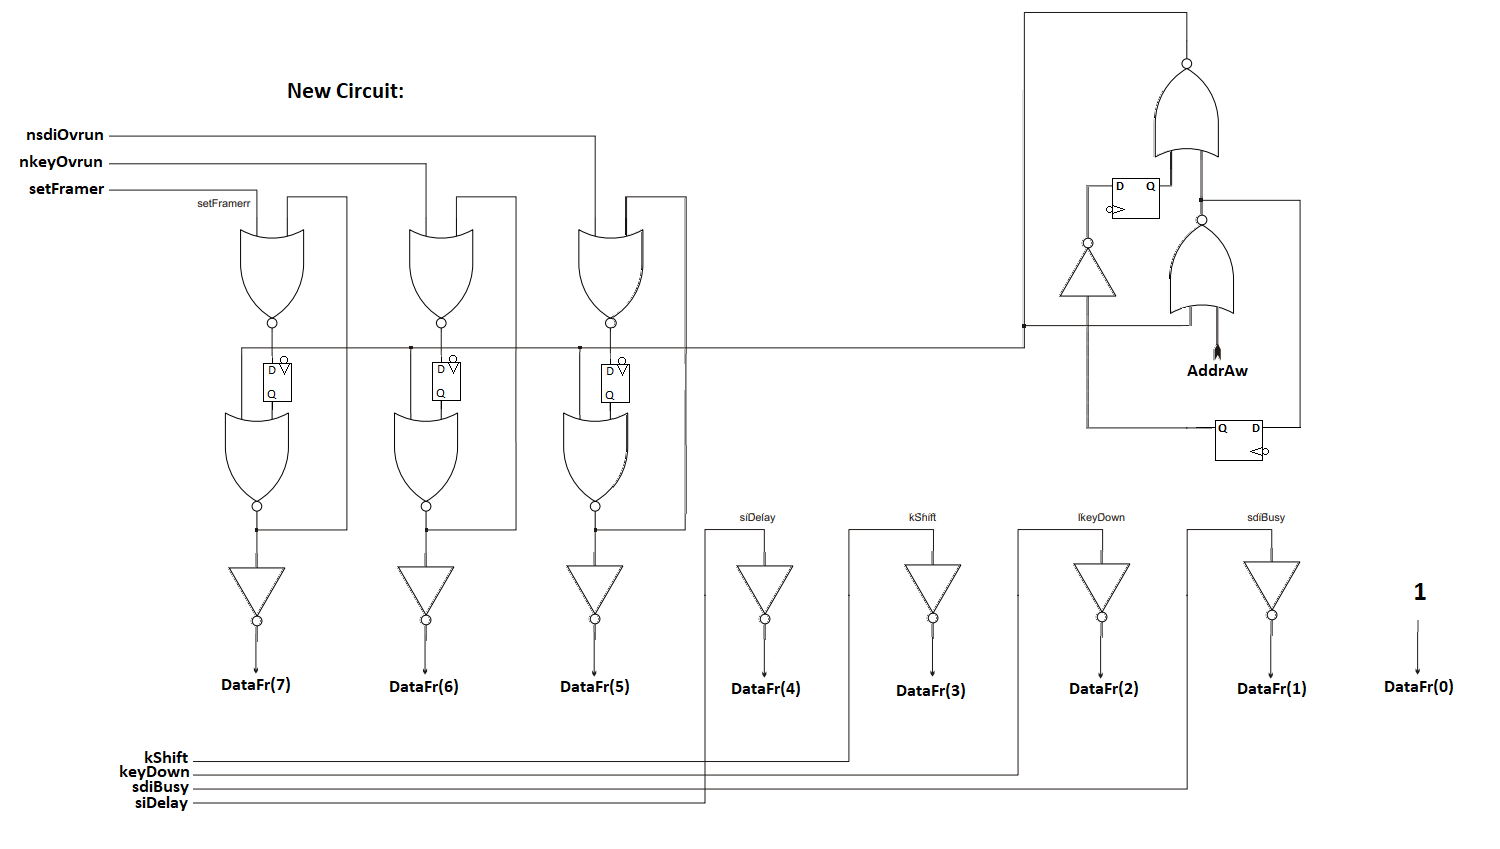 New Circuit:
nsdiOvrun
nkeyOvrun
setFramer
setFramerr
D Q
D
Q
D
Q
D
Q
AddrAw
Q D
siDelay
kShift
lkeyDown
sdiBusy
1
DataFr(7)
DataFr(6)
DataFr(5)
DataFr(4)
DataFr(3)
DataFr(2)
DataFr(1)
DataFr(0)
kShift
keyDown
sdiBusy
siDelay